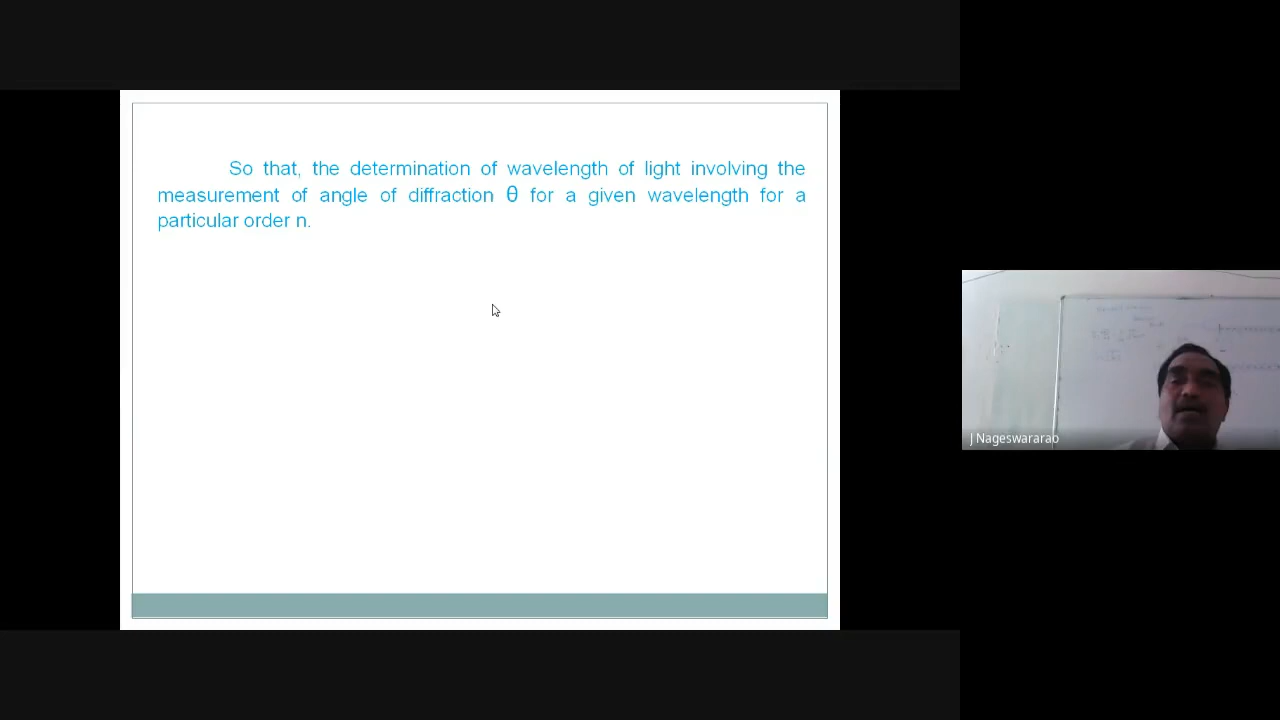 So that, the determination of wavelength of light involving the
measurement of angle of diffraction θ for a given wavelength for a
particular order n.
J Nageswararao